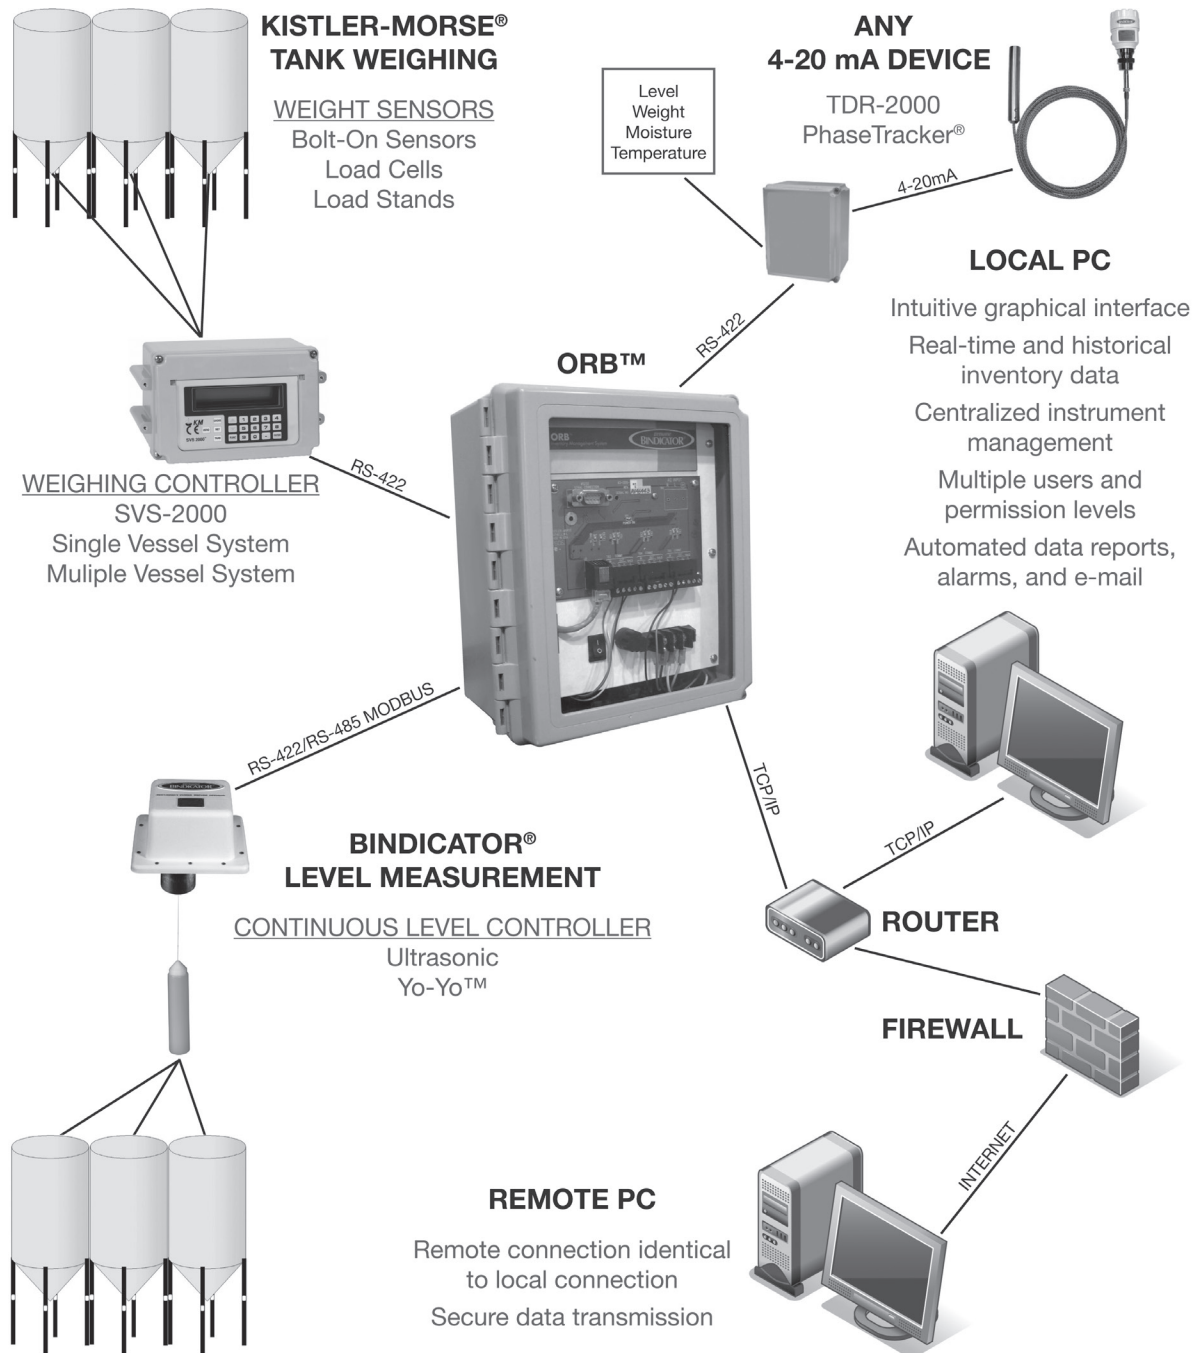 KISTLER-MORSE®
TANK WEIGHING
WEIGHT SENSORS
Bolt-On Sensors
Load Cells
Load Stands
ANY
4-20 mA DEVICE
TDR-2000
PhaseTracker®
Level
Weight
Moisture
Temperature
4-20mA
RS-422
LOCAL PC
Intuitive graphical interface
Real-time and historical
inventory data
Centralized instrument
management
Multiple users and
permission levels
Automated data reports,
alarms, and e-mail
ORB™
ORB
BINDICATOR
KM
SVS-2000
WEIGHING CONTROLLER
SVS-2000
Single Vessel System
Muliple Vessel System
RS-422
RS-422/RS-485 MODBUS
TCP/IP
TCP/IP
BINDICATOR
BINDICATOR®
LEVEL MEASUREMENT
CONTINUOUS LEVEL CONTROLLER
Ultrasonic
Yo-Yo™
ROUTER
FIREWALL
INTERNET
REMOTE PC
Remote connection identical
to local connection
Secure data transmission